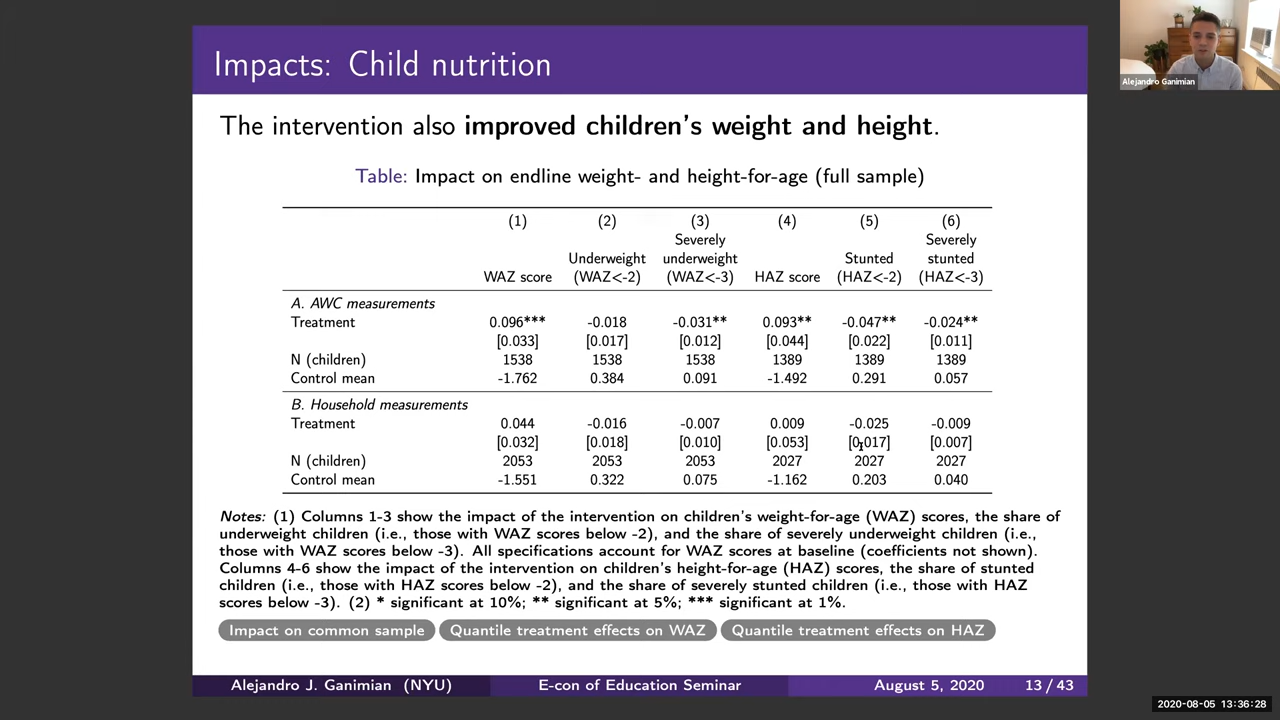 Impacts: Child nutrition
Alejandro Ganimian
The intervention also improved children's weight and height.
Table: Impact on endline weight- and height-for-age (full sample)
(1) (2) (3) (4) (5) (6)
Severely Severely
Underweight underweight Stunted stunted
WAZ score (WAZ<-2) (WAZ<-3) HAZ score (HAZ<-2) (HAZ<-3)
A. AWC measurements
Treatment 0.096*** -0.018 -0.031** 0.093** -0.047** -0.024**
[0.033] [0.017] [0.012] [0.044] [0.022] [0.011]
N (children) 1538 1538 1538 1389 1389 1389
Control mean -1.762 0.384 0.091 -1.492 0.291 0.057
B. Household measurements
Treatment 0.044 -0.016 -0.007 0.009 -0.025 -0.009
[0.032] [0.018] [0.010] [0.053] [0.017] [0.007]
N (children) 2053 2053 2053 2027 2027 2027
Control mean -1.551 0.322 0.075 -1.162 0.203 0.040
Notes: (1) Columns 1-3 show the impact of the intervention on children's weight-for-age (WAZ) scores, the share of
underweight children (i.e., those with WAZ scores below -2), and the share of severely underweight children (i.e.,
those with WAZ scores below -3). All specifications account for WAZ scores at baseline (coefficients not shown).
Columns 4-6 show the impact of the intervention on children's height-for-age (HAZ) scores, the share of stunted
children (i.e., those with HAZ scores below -2), and the share of severely stunted children (i.e., those with HAZ
scores below -3). (2) * significant at 10%; ** significant at 5%; *** significant at 1%.
Impact on common sample Quantile treatment effects on WAZ Quantile treatment effects on HAZ
Alejandro J. Ganimian (NYU) E-con of Education Seminar August 5, 2020 13 / 43
2020-08-05 13:36:28